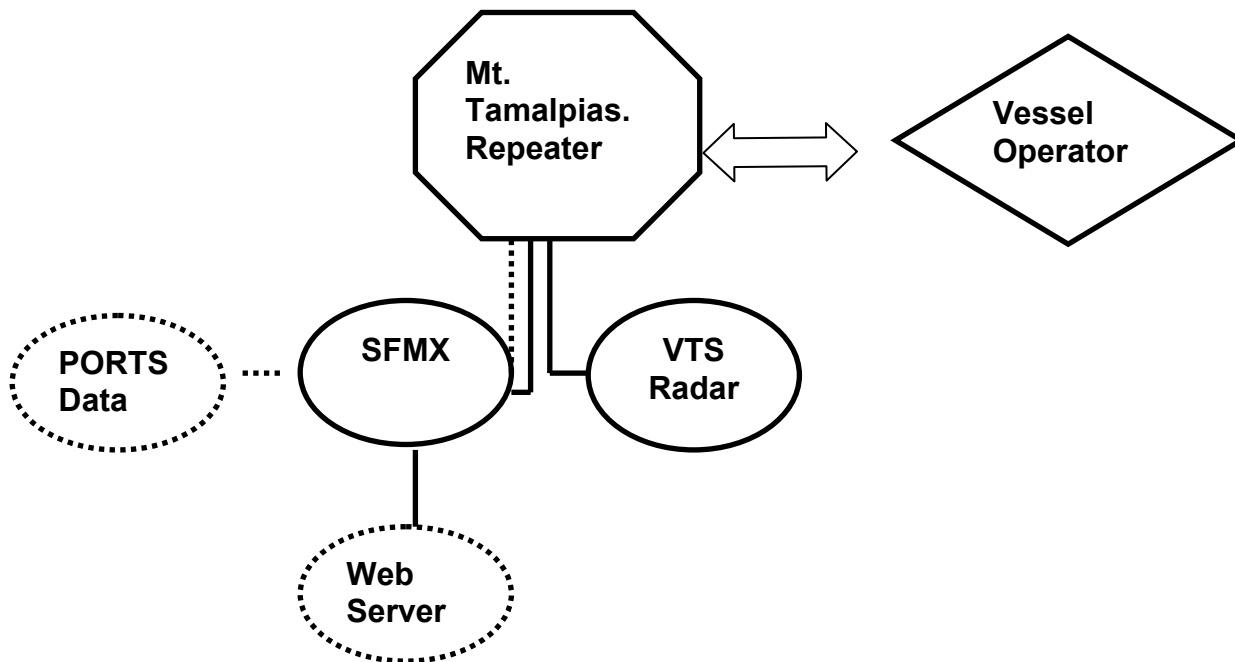 Mt.
Tamalpias.
Repeater
Vessel
Operator
SFMX
VTS
Radar
PORTS
Data
Web
Server